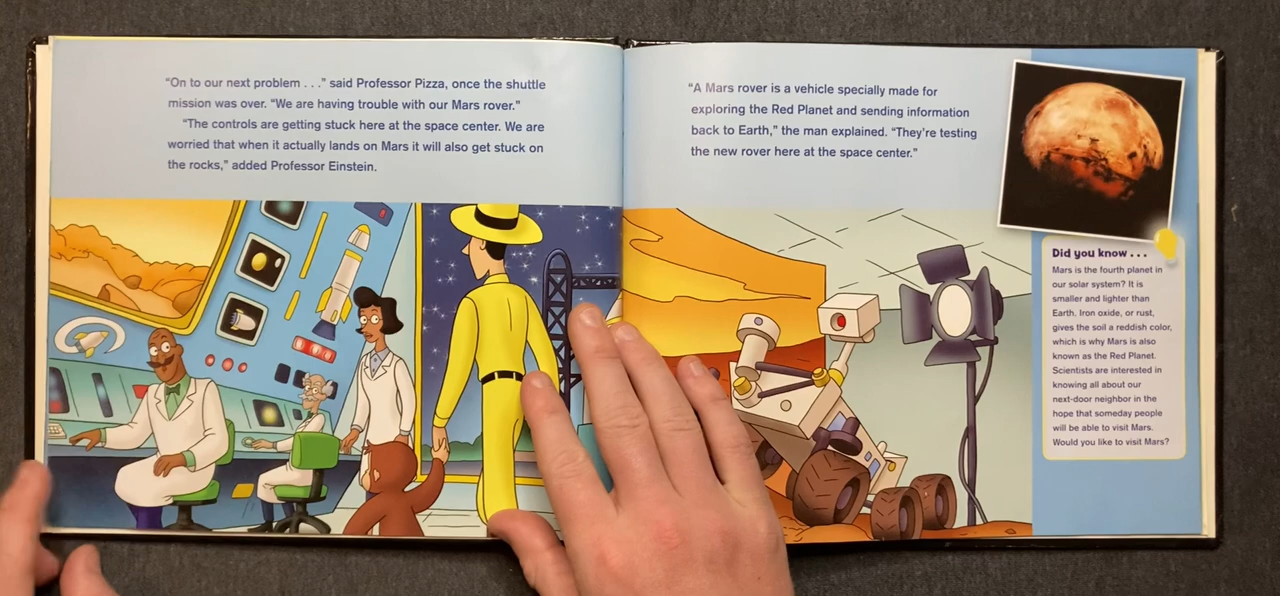 “On to our next problem . . .” said Professor Pizza, once the shuttle
mission was over. “We are having trouble with our Mars rover.”
“The controls are getting stuck here at the space center. We are
worried that when it actually lands on Mars it will also get stuck on
the rocks,” added Professor Einstein.
“A Mars rover is a vehicle specially made for
exploring the Red Planet and sending information
back to Earth,” the man explained. “They’re testing
the new rover here at the space center.”
Did you know . . .
Mars is the fourth planet in
our solar system? It is
smaller and lighter than
Earth. Iron oxide, or rust,
gives the soil a reddish color,
which is why Mars is also
known as the Red Planet.
Scientists are interested in
knowing all about our
next-door neighbor in the
hope that someday people
will be able to visit Mars.
Would you like to visit Mars?